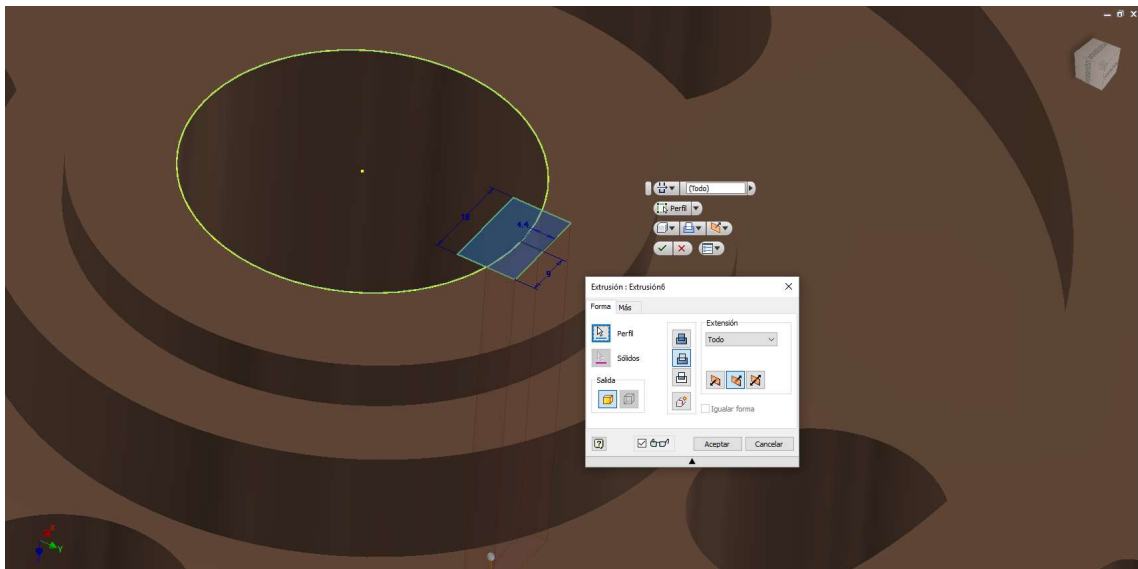 (Todo)
Perfil
18
4,4
9
Extrusión : Extrusión6
Forma Más
Perfil
Sólidos
Salida
Extensión
Todo
Igualar forma
Aceptar Cancelar
Y